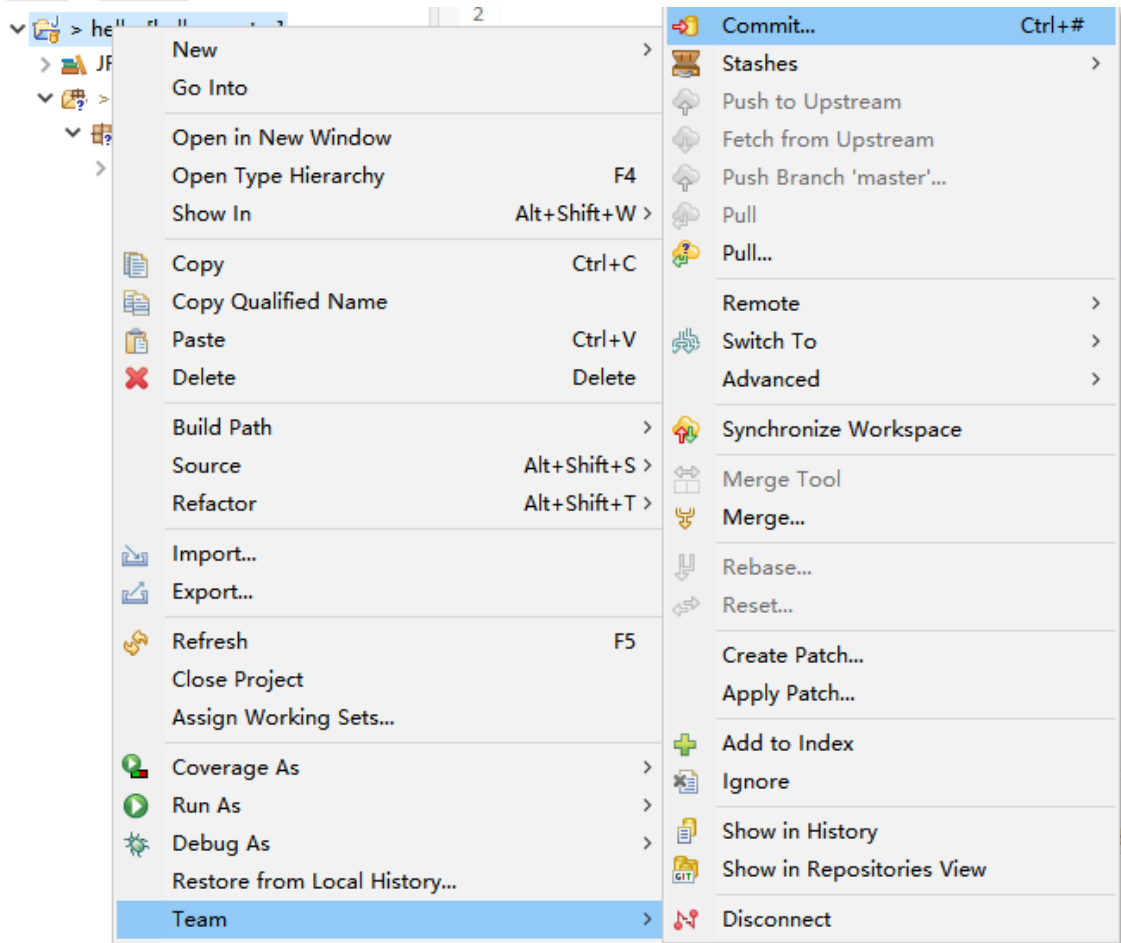 2
New
Go Into
Open in New Window
Open Type Hierarchy F4
Show In Alt+Shift+W >
Copy Ctrl+C
Copy Qualified Name
Paste Ctrl+V
Delete Delete
Build Path >
Source Alt+Shift+S >
Refactor Alt+Shift+T >
Import...
Export...
Refresh F5
Close Project
Assign Working Sets...
Coverage As >
Run As >
Debug As >
Restore from Local History...
Team >
Commit... Ctrl+#
Stashes >
Push to Upstream
Fetch from Upstream
Push Branch 'master'...
Pull
Pull...
Remote >
Switch To >
Advanced >
Synchronize Workspace
Merge Tool
Merge...
Rebase...
Reset...
Create Patch...
Apply Patch...
Add to Index
Ignore
Show in History
GIT Show in Repositories View
Disconnect